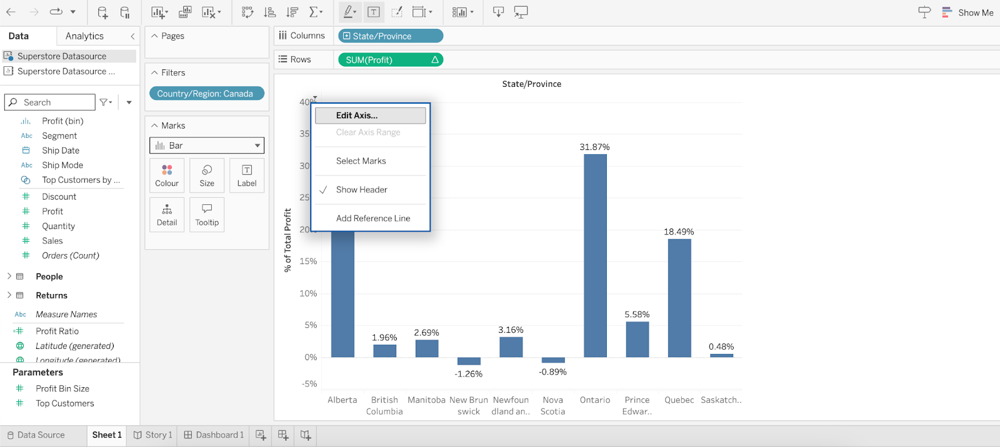 Show Me
Data
Analytics
Superstore Datasource
Superstore Datasource ...
Search
Profit (bin)
Abc Segment
Ship Date
Abc Ship Mode
Top Customers by ...
Discount
Profit
Quantity
Sales
Orders (Count)
People
Returns
Abc Measure Names
Profit Ratio
Latitude (generated)
Longitude (generated)
Parameters
Profit Bin Size
Top Customers
Pages
Filters
Country/Region: Canada
Marks
Bar
Colour
Size
Label
Detail
Tooltip
Columns
State/Province
Rows
SUM(Profit)
State/Province
% of Total Profit
40%
35
30
25
20
15%
10%
5%
0%
-5%
Edit Axis...
Clear Axis Range
Select Marks
Show Header
Add Reference Line
1.96%
2.69%
-1.26%
3.16%
-0.89%
31.87%
5.58%
18.49%
0.48%
Alberta
British
Columbia
Manitoba
New Brun
swick
Newfoun
dland an..
Nova
Scotia
Ontario
Prince
Edwar..
Quebec
Saskatch..
Data Source
Sheet 1
Story 1
Dashboard 1